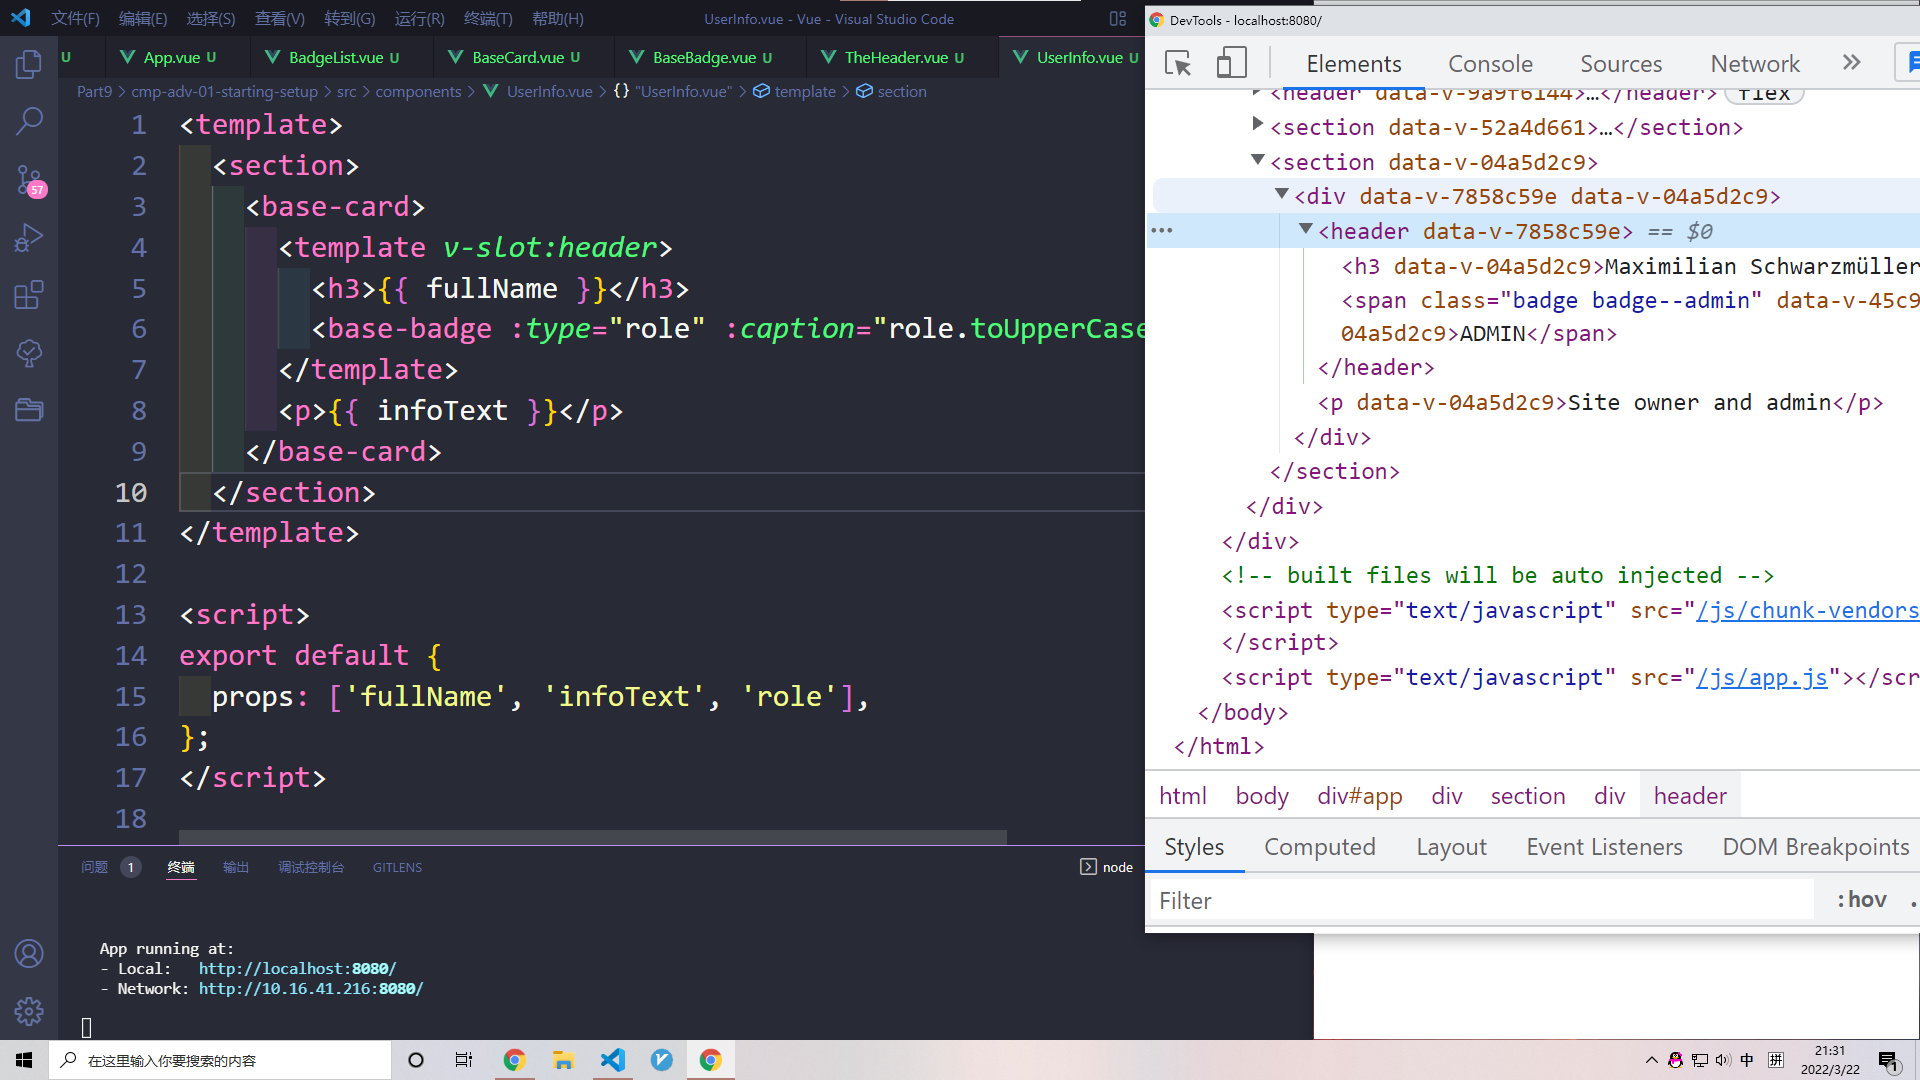 文件(F) 编辑(E) 选择(S) 查看(V) 转到(G) 运行(R) 终端(T) 帮助(H) UserInfo.vue - Vue - Visual Studio Code
U App.vue U BadgeList.vue U BaseCard.vue U BaseBadge.vue U TheHeader.vue U UserInfo.vue U
Part9 > cmp-adv-01-starting-setup > src > components > UserInfo.vue > {} "UserInfo.vue" > template > section
1 <template>
2 <section>
3 <base-card>
4 <template v-slot:header>
5 <h3>{{ fullName }}</h3>
6 <base-badge :type="role" :caption="role.toUpperCase
7 </template>
8 <p>{{ infoText }}</p>
9 </base-card>
10 </section>
11 </template>
12
13 <script>
14 export default {
15 props: ['fullName', 'infoText', 'role'],
16 };
17 </script>
18
57
问题 1 终端 输出 调试控制台 GITLENS node
App running at:
- Local: http://localhost:8080/
- Network: http://10.16.41.216:8080/
DevTools - localhost:8080/
Elements Console Sources Network »
<header data-v-9a9f6144>…</header> flex
<section data-v-52a4d661>…</section>
<section data-v-04a5d2c9>
<div data-v-7858c59e data-v-04a5d2c9>
••• <header data-v-7858c59e> == $0
<h3 data-v-04a5d2c9>Maximilian Schwarzmüller
<span class="badge badge--admin" data-v-45c9
04a5d2c9>ADMIN</span>
</header>
<p data-v-04a5d2c9>Site owner and admin</p>
</div>
</section>
</div>
</div>
<!-- built files will be auto injected -->
<script type="text/javascript" src="/js/chunk-vendors
</script>
<script type="text/javascript" src="/js/app.js"></scr
</body>
</html>
html body div#app div section div header
Styles Computed Layout Event Listeners DOM Breakpoints
Filter :hov .
在这里输入你要搜索的内容
中 拼 21:31
2022/3/22 1